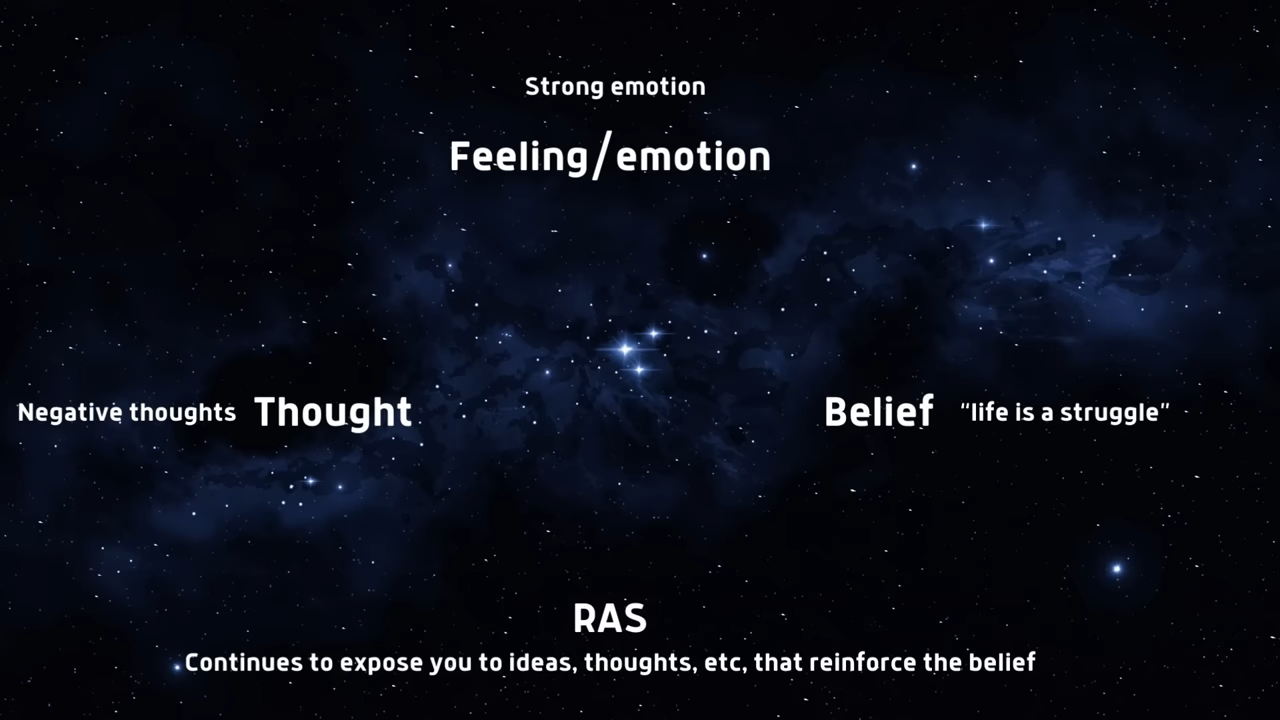 Strong emotion
Feeling/emotion
Negative thoughts Thought
Belief "life is a struggle"
RAS
Continues to expose you to ideas, thoughts, etc, that reinforce the belief